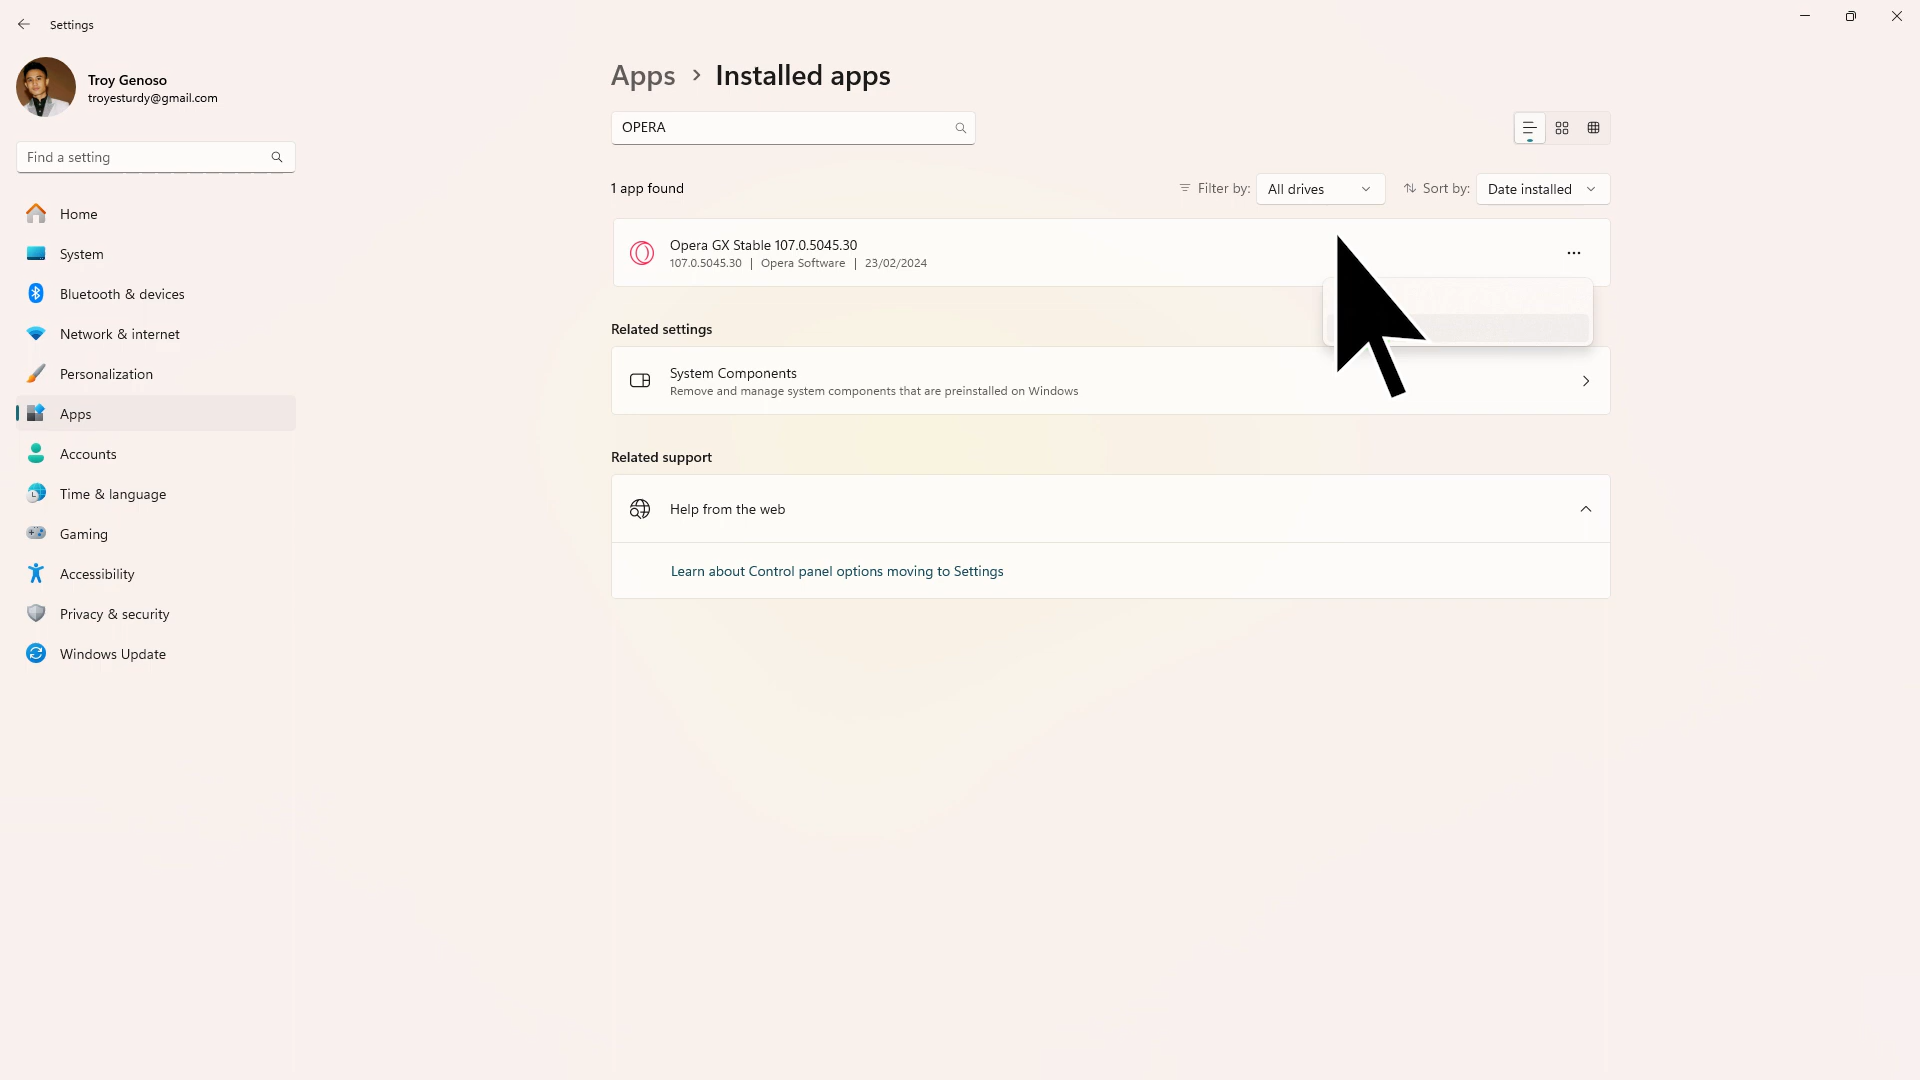 Settings
Troy Genoso
troyesturdy@gmail.com
Find a setting
Home
System
Bluetooth & devices
Network & internet
Personalization
Apps
Accounts
Time & language
Gaming
Accessibility
Privacy & security
Windows Update
Apps > Installed apps
OPERA
1 app found
Filter by: All drives
Sort by: Date installed
Opera GX Stable 107.0.5045.30
107.0.5045.30 | Opera Software | 23/02/2024
Related settings
System Components
Remove and manage system components that are preinstalled on Windows
Related support
Help from the web
Learn about Control panel options moving to Settings